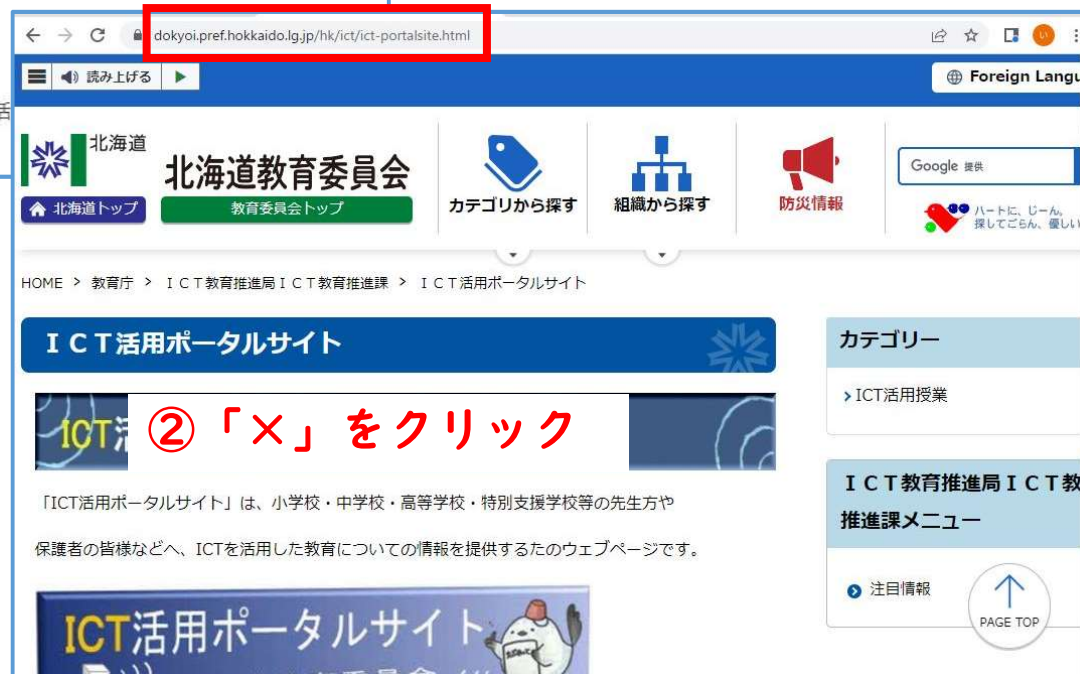 dokyoi.pref.hokkaido.lg.jp/hk/ict/ict-portalsite.html
い
読み上げる
Foreign Langu
活
北海道
北海道教育委員会
北海道トップ
教育委員会トップ
カテゴリから探す
組織から探す
防災情報
Google 提供
ハートに、じーん。
探してごらん、優しい
HOME > 教育庁 > ＩＣＴ教育推進局ＩＣＴ教育推進課 > ＩＣＴ活用ポータルサイト
ＩＣＴ活用ポータルサイト
カテゴリー
ICT活用授業
ICT活
②「×」をクリック
ＩＣＴ教育推進局ＩＣＴ教
推進課メニュー
「ICT活用ポータルサイト」は、小学校・中学校・高等学校・特別支援学校等の先生方や
保護者の皆様などへ、ICTを活用した教育についての情報を提供するたのウェブページです。
注目情報
PAGE TOP
ICT活用ポータルサイト